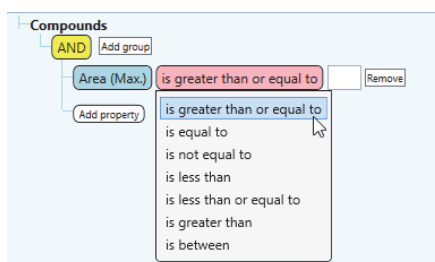 Compounds
AND Add group
Area (Max.) is greater than or equal to Remove
Add property
is greater than or equal to
is equal to
is not equal to
is less than
is less than or equal to
is greater than
is between